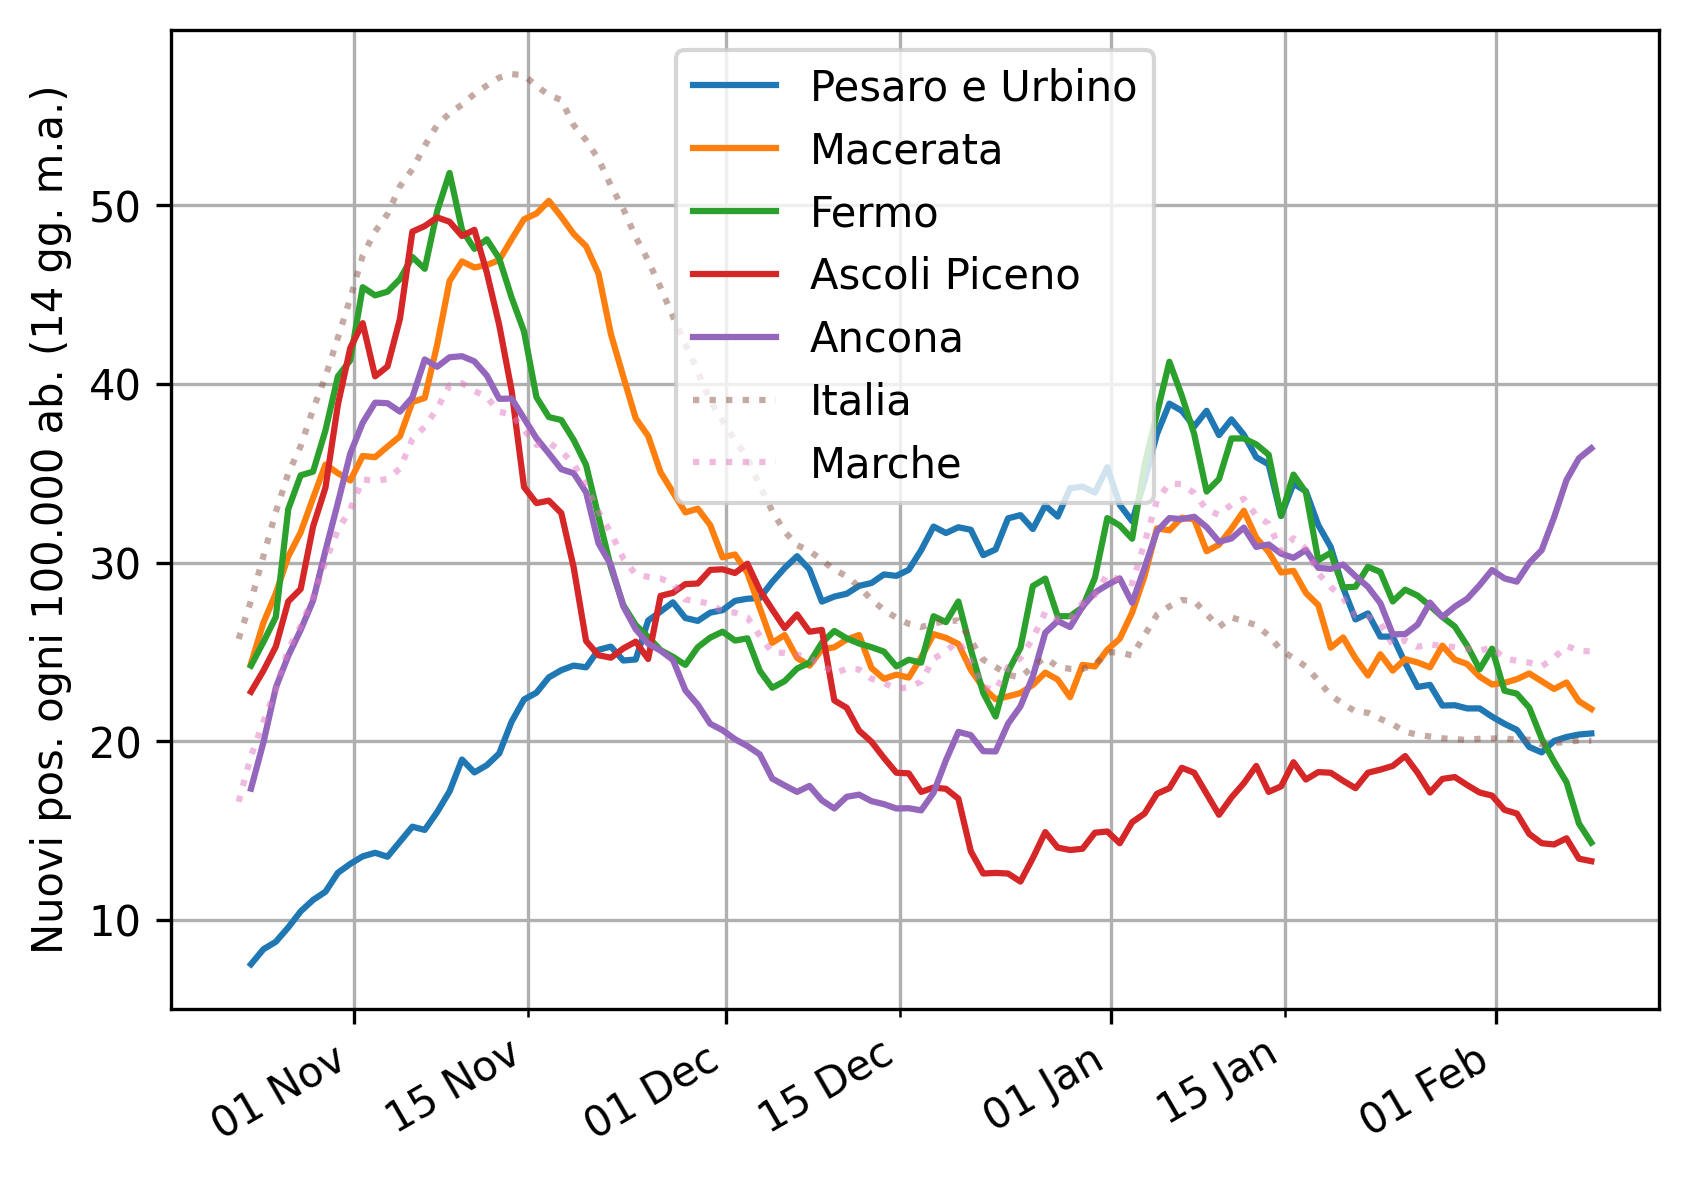 Nuovi pos. ogni 100.000 ab. (14 gg. m.a.)
50
40
30
20
10
Pesaro e Urbino
Macerata
Fermo
Ascoli Piceno
Ancona
Italia
Marche
01 Nov
15 Nov
01 Dec
15 Dec
01 Jan
15 Jan
01 Feb